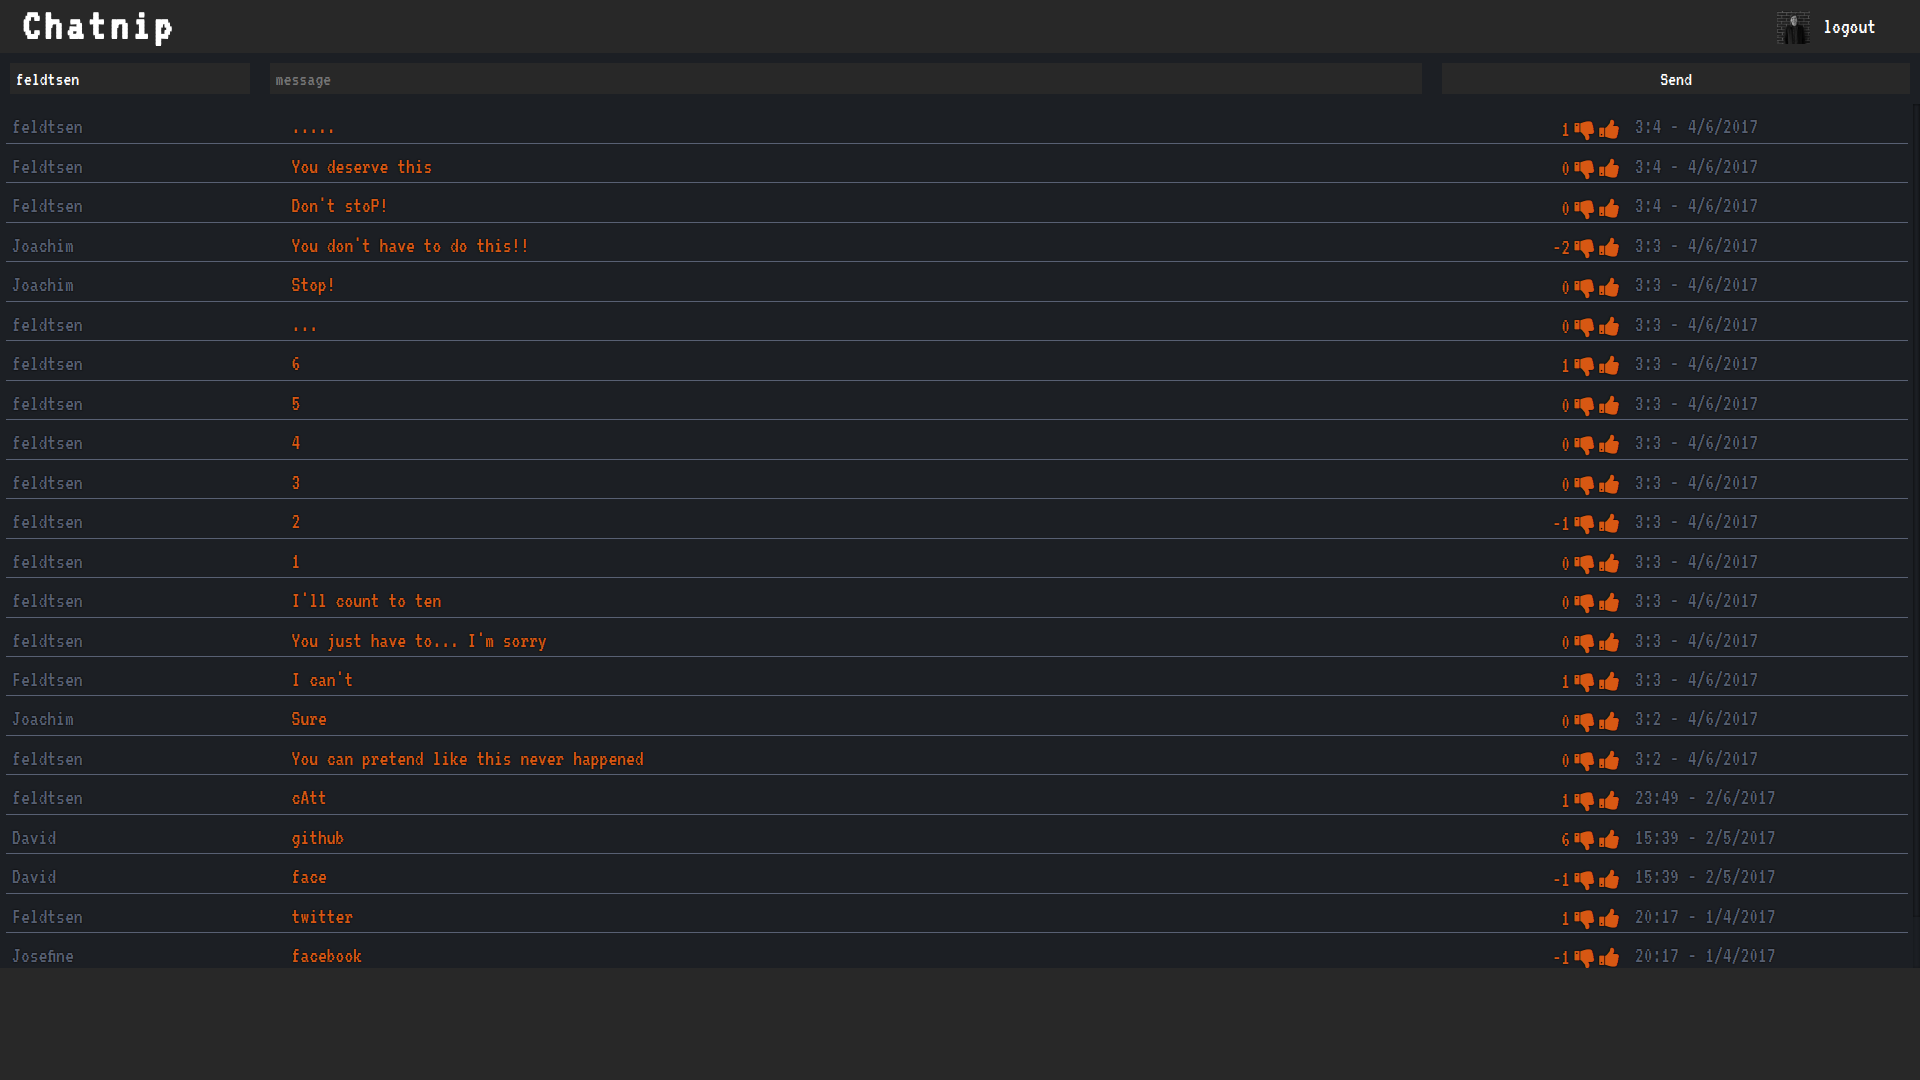 Chatnip logout
feldtsen message Send
feldtsen ..... 1 3:4 - 4/6/2017
Feldtsen You deserve this 0 3:4 - 4/6/2017
Feldtsen Don't stoP! 0 3:4 - 4/6/2017
Joachim You don't have to do this!! -2 3:3 - 4/6/2017
Joachim Stop! 0 3:3 - 4/6/2017
feldtsen ... 0 3:3 - 4/6/2017
feldtsen 6 1 3:3 - 4/6/2017
feldtsen 5 0 3:3 - 4/6/2017
feldtsen 4 0 3:3 - 4/6/2017
feldtsen 3 0 3:3 - 4/6/2017
feldtsen 2 -1 3:3 - 4/6/2017
feldtsen 1 0 3:3 - 4/6/2017
feldtsen I'll count to ten 0 3:3 - 4/6/2017
feldtsen You just have to... I'm sorry 0 3:3 - 4/6/2017
Feldtsen I can't 1 3:3 - 4/6/2017
Joachim Sure 0 3:2 - 4/6/2017
feldtsen You can pretend like this never happened 0 3:2 - 4/6/2017
feldtsen cAtt 1 23:49 - 2/6/2017
David github 6 15:39 - 2/5/2017
David face -1 15:39 - 2/5/2017
Feldtsen twitter 1 20:17 - 1/4/2017
Josefine facebook -1 20:17 - 1/4/2017